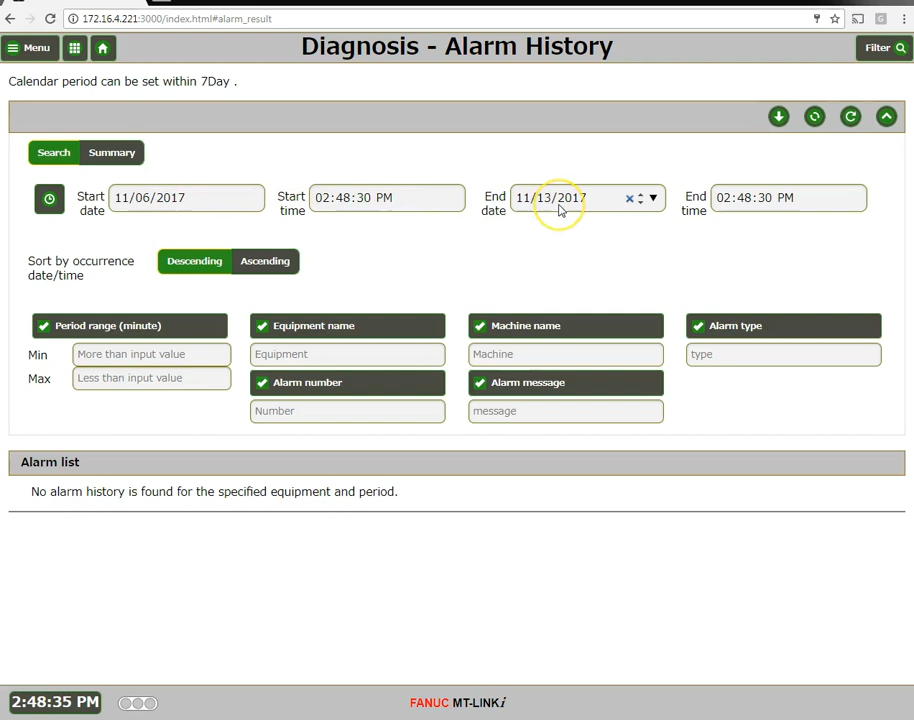 172.16.4.221:3000/index.html#alarm_result
Menu
Diagnosis - Alarm History
Filter
Calendar period can be set within 7Day .
Search Summary
Start date 11/06/2017 Start time 02:48:30 PM End date 11/13/2017 End time 02:48:30 PM
Sort by occurrence date/time Descending Ascending
Period range (minute) Equipment name Machine name Alarm type
Min More than input value Equipment Machine type
Max Less than input value Alarm number Alarm message
Number message
Alarm list
No alarm history is found for the specified equipment and period.
2:48:35 PM FANUC MT-LINKi